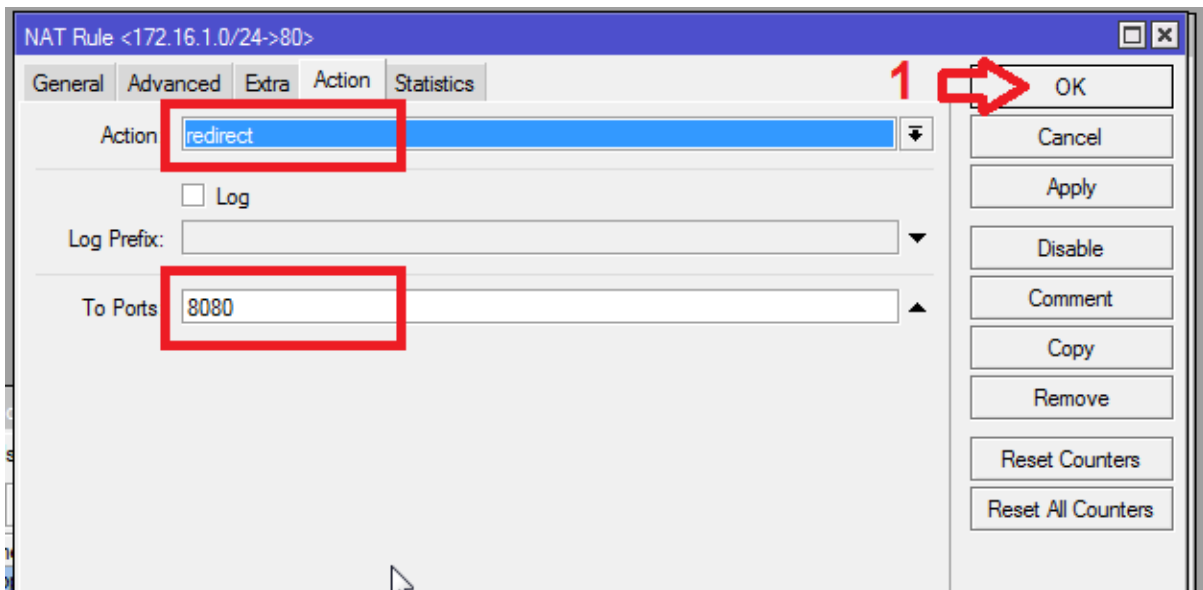 NAT Rule <172.16.1.0/24->80>
General Advanced Extra Action Statistics
1
OK
Action redirect
Cancel
Log
Apply
Log Prefix:
Disable
To Ports 8080
Comment
Copy
Remove
Reset Counters
Reset All Counters